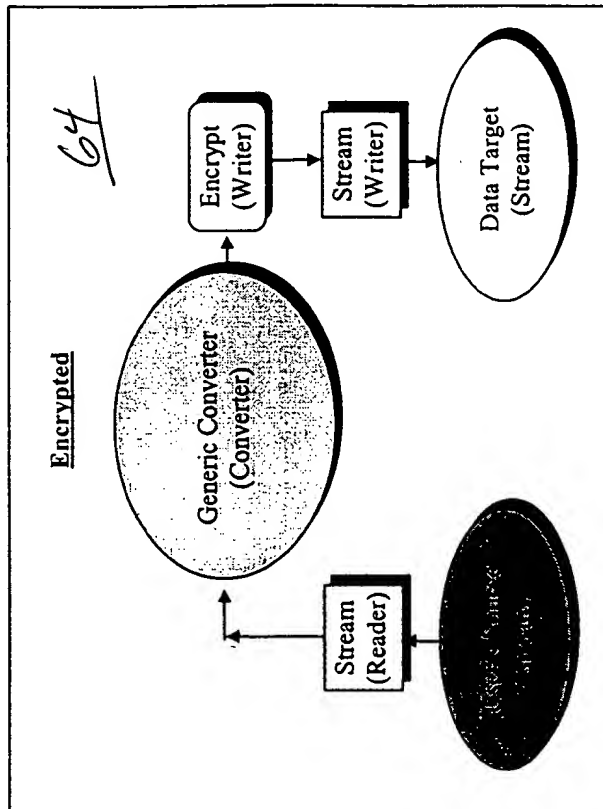 Encrypted
64
Generic Converter
(Converter)
Encrypt
(Writer)
Stream
(Reader)
Stream
(Writer)
Data Target
(Stream)